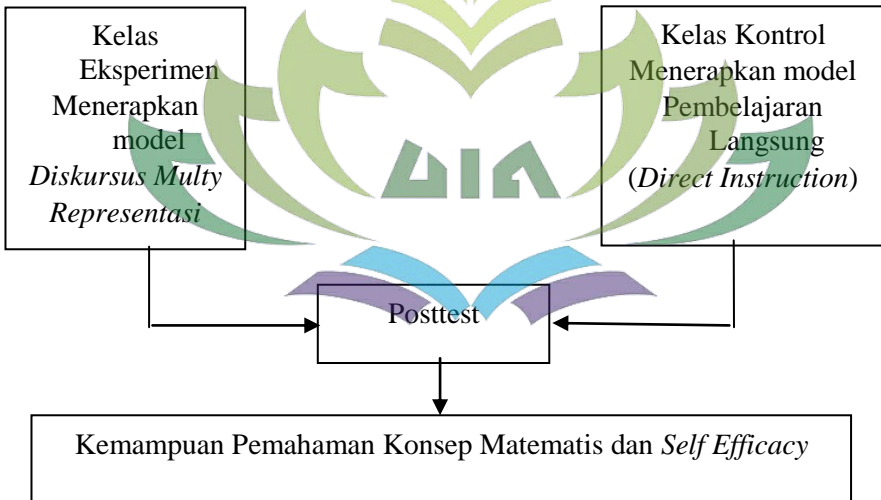 Kelas
Eksperimen
Menerapkan
model
Diskursus Multy
Representasi
Kelas Kontrol
Menerapkan model
Pembelajaran
Langsung
(Direct Instruction)
UIN
Posttest
Kemampuan Pemahaman Konsep Matematis dan Self Efficacy